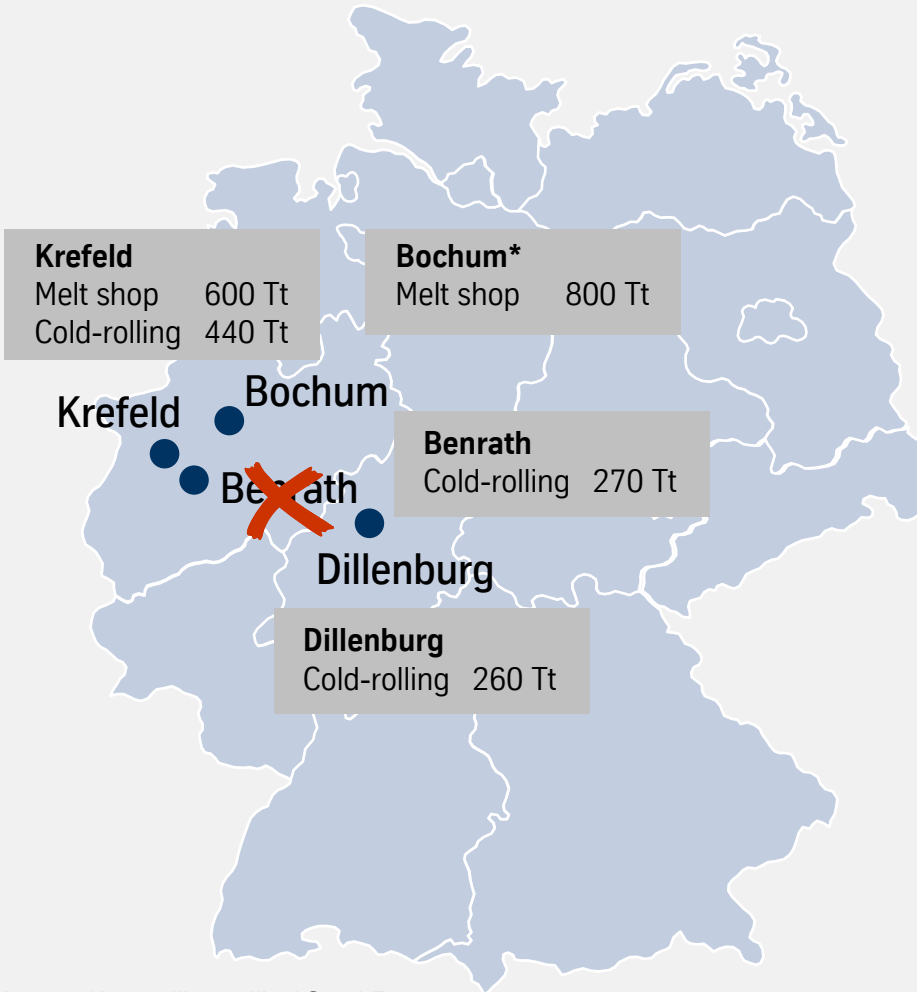 Krefeld
Melt shop 600 Tt
Cold-rolling 440 Tt
Bochum*
Melt shop 800 Tt
Bochum
Krefeld
Benrath
Cold-rolling 270 Tt
Benrath
Dillenburg
Dillenburg
Cold-rolling 260 Tt